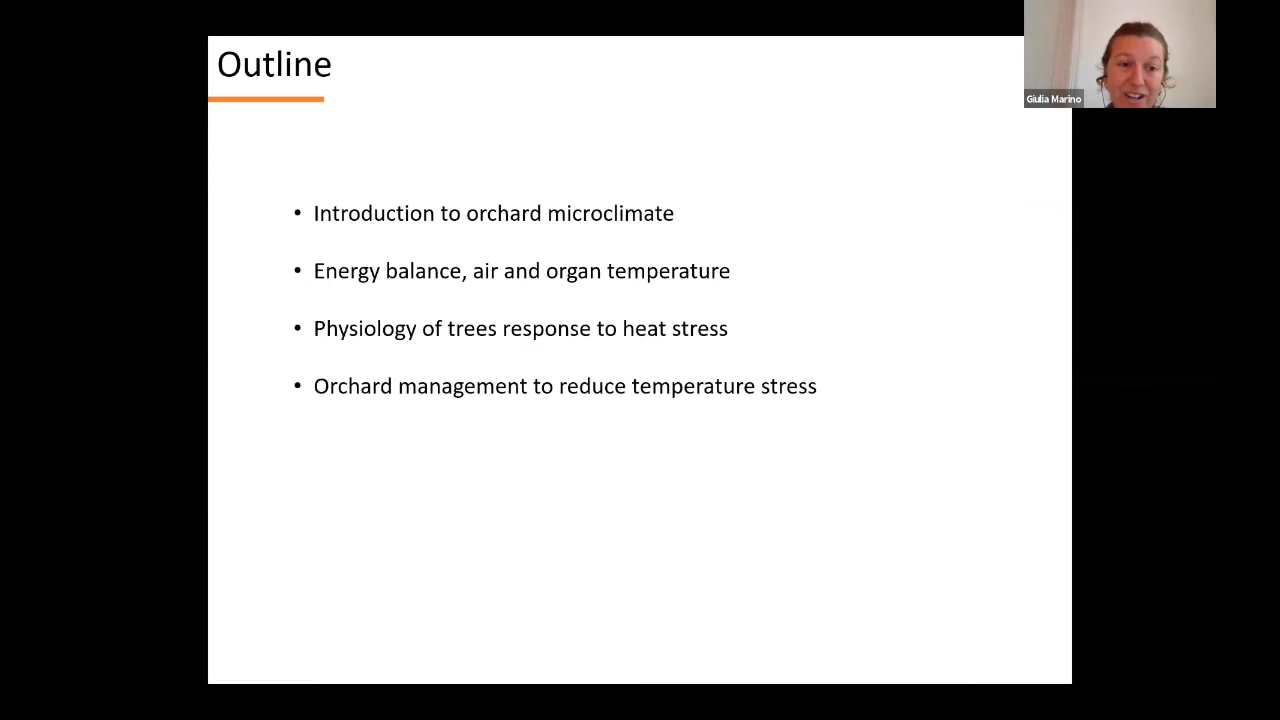 Outline
Giulia Marino
• Introduction to orchard microclimate
• Energy balance, air and organ temperature
• Physiology of trees response to heat stress
• Orchard management to reduce temperature stress